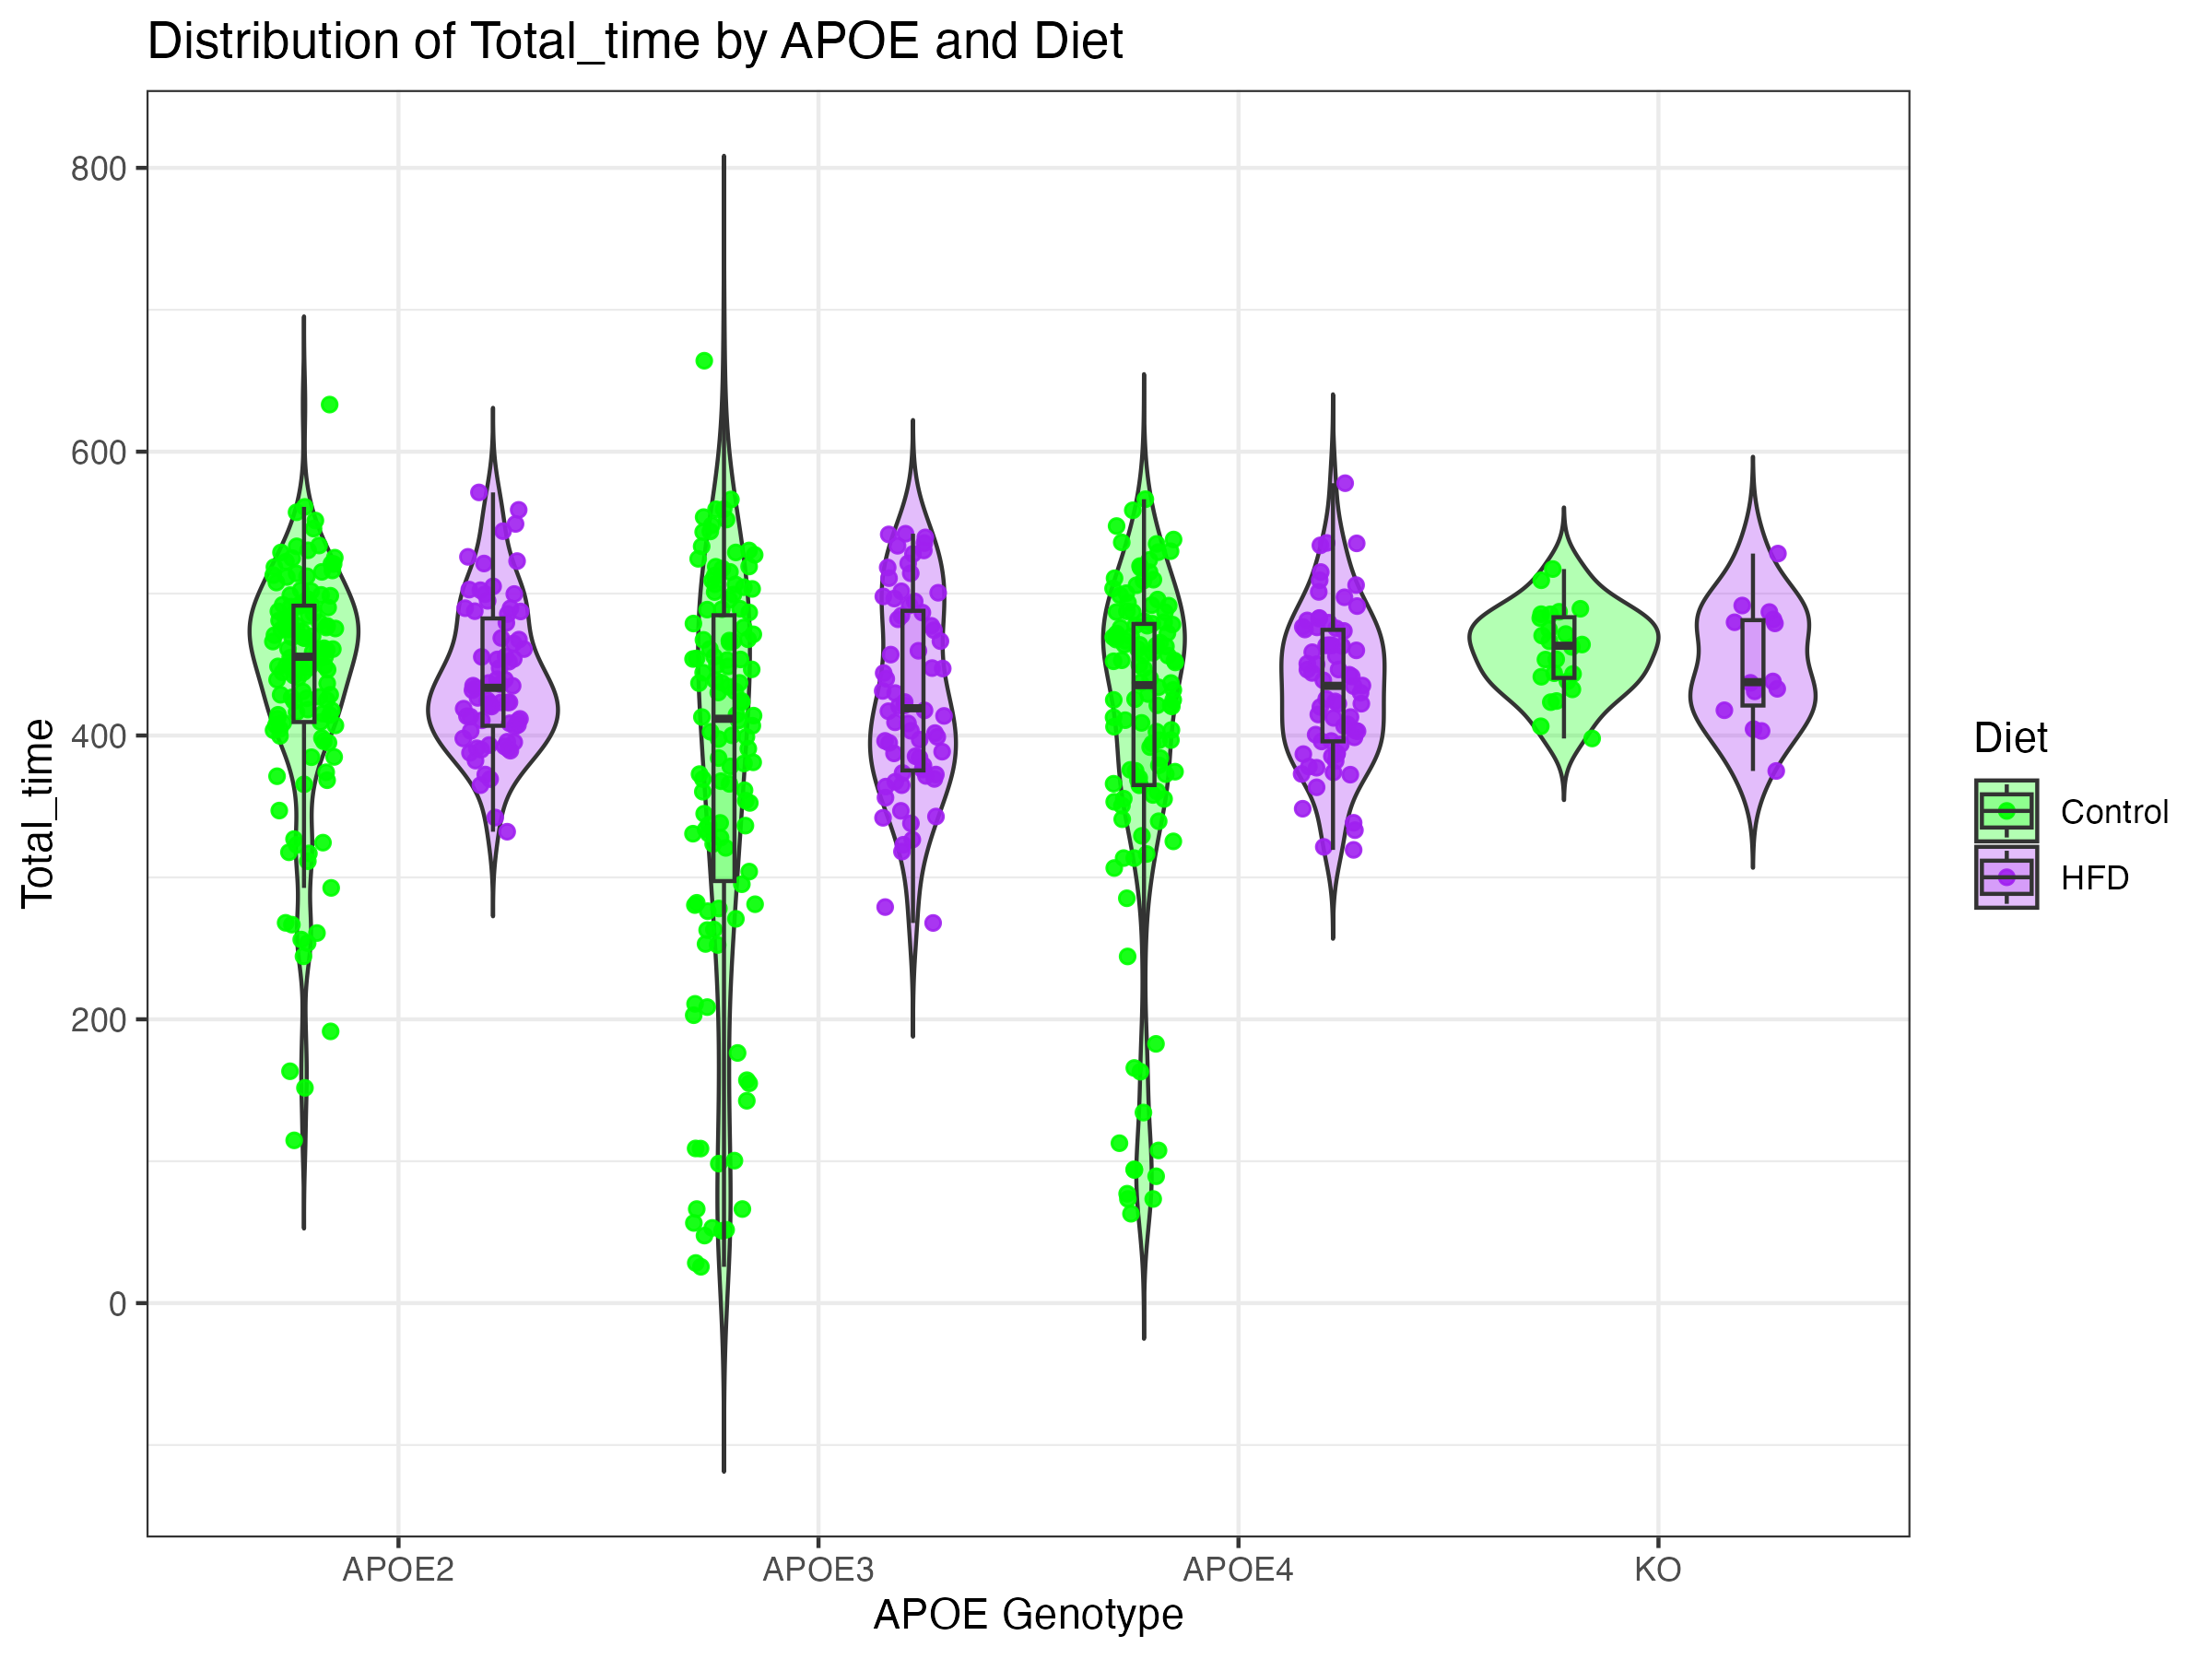 Distribution of Total_time by APOE and Diet
800
600
400
200
0
Total_time
APOE2
APOE3
APOE4
KO
APOE Genotype
Diet
Control
HFD